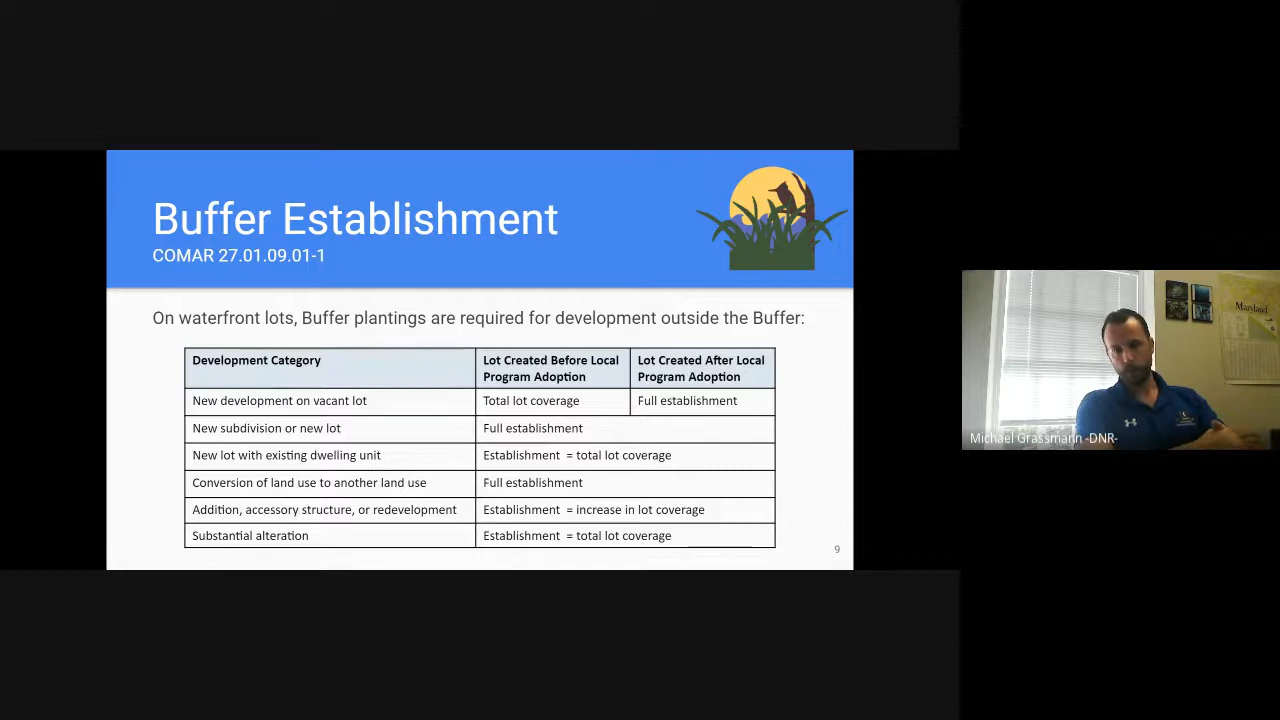 Buffer Establishment
COMAR 27.01.09.01-1
On waterfront lots, Buffer plantings are required for development outside the Buffer:
Development Category
Lot Created Before Local
Program Adoption
Lot Created After Local
Program Adoption
New development on vacant lot
Total lot coverage
Full establishment
New subdivision or new lot
Full establishment
New lot with existing dwelling unit
Establishment = total lot coverage
Conversion of land use to another land use
Full establishment
Addition, accessory structure, or redevelopment
Establishment = increase in lot coverage
Substantial alteration
Establishment = total lot coverage
9
Maryland
Michael Grassmann -DNR-